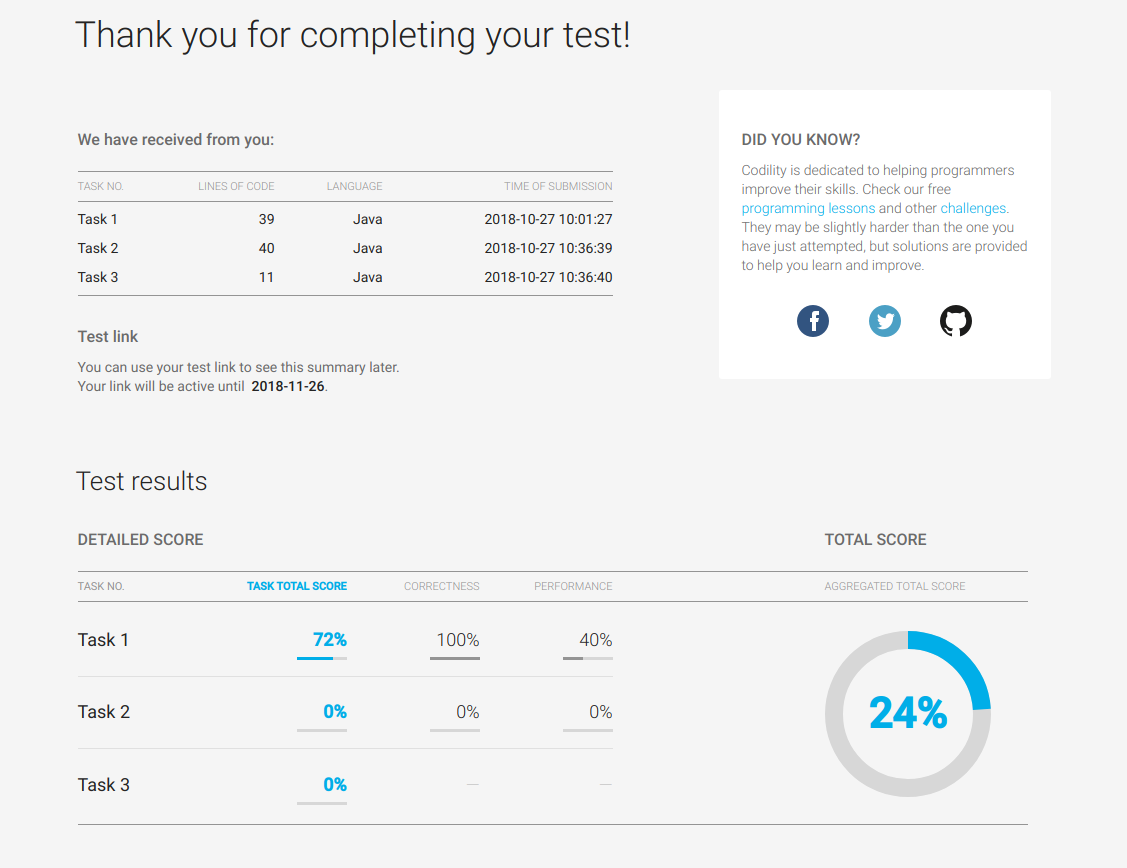 Thank you for completing your test!
We have received from you:
TASK NO. LINES OF CODE LANGUAGE TIME OF SUBMISSION
Task 1 39 Java 2018-10-27 10:01:27
Task 2 40 Java 2018-10-27 10:36:39
Task 3 11 Java 2018-10-27 10:36:40
Test link
You can use your test link to see this summary later.
Your link will be active until 2018-11-26.
DID YOU KNOW?
Codility is dedicated to helping programmers
improve their skills. Check our free
programming lessons and other challenges.
They may be slightly harder than the one you
have just attempted, but solutions are provided
to help you learn and improve.
Test results
DETAILED SCORE
TASK NO. TASK TOTAL SCORE CORRECTNESS PERFORMANCE
Task 1 72% 100% 40%
Task 2 0% 0% 0%
Task 3 0% — —
TOTAL SCORE
AGGREGATED TOTAL SCORE
24%